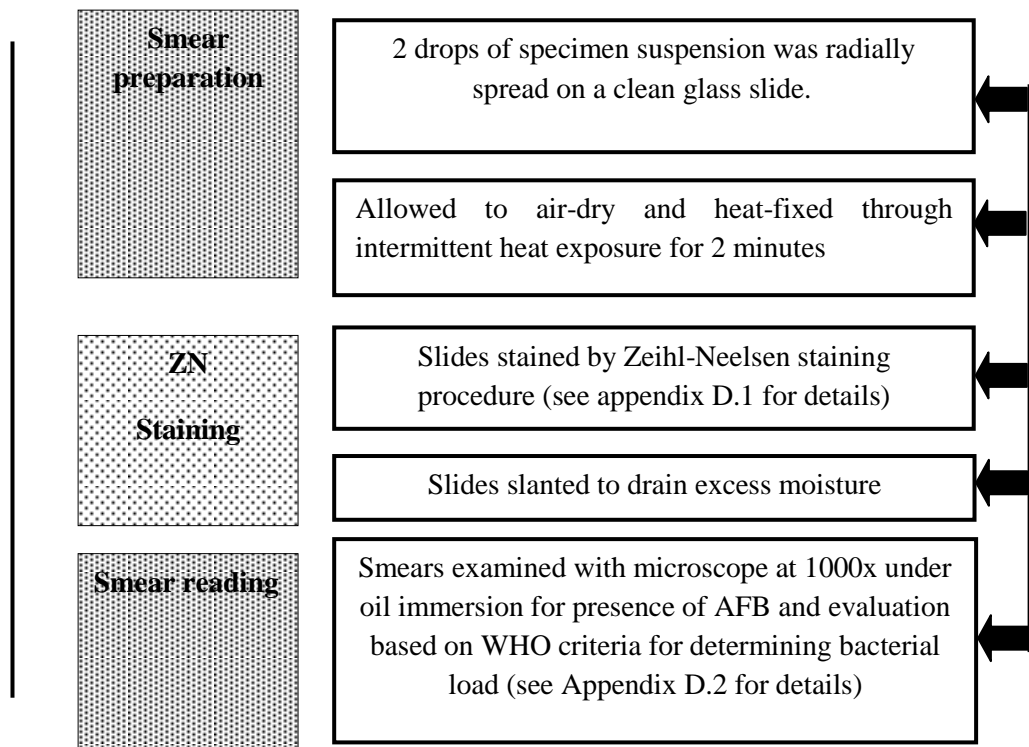 Smear
preparation
2 drops of specimen suspension was radially
spread on a clean glass slide.
Allowed to air-dry and heat-fixed through
intermittent heat exposure for 2 minutes
ZN
Staining
Slides stained by Zeihl-Neelsen staining
procedure (see appendix D.1 for details)
Slides slanted to drain excess moisture
Smear reading
Smears examined with microscope at 1000x under
oil immersion for presence of AFB and evaluation
based on WHO criteria for determining bacterial
load (see Appendix D.2 for details)